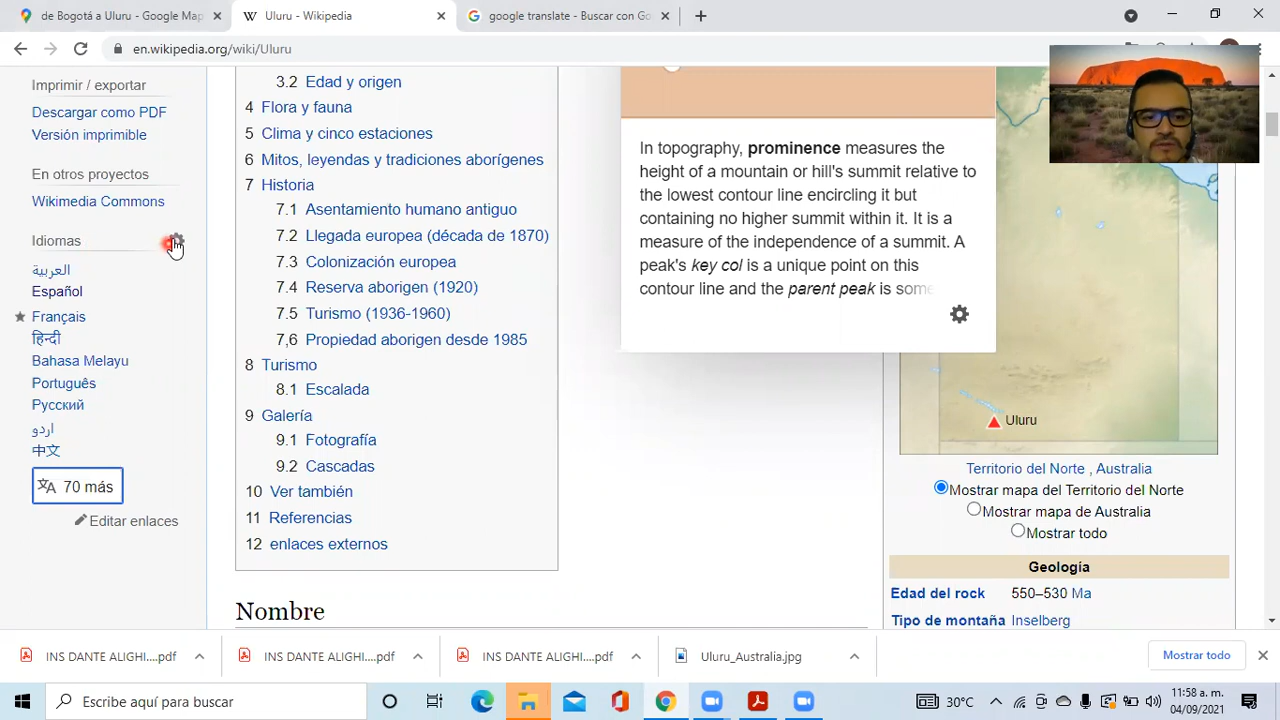 de Bogotá a Uluru - Google Map
Uluru - Wikipedia
google translate - Buscar con Go
en.wikipedia.org/wiki/Uluru
Imprimir / exportar
Descargar como PDF
Versión imprimible
En otros proyectos
Wikimedia Commons
Idiomas
العربية
Español
Français
हिन्दी
Bahasa Melayu
Português
Русский
اردو
中文
70 más
Editar enlaces
3.2 Edad y origen
4 Flora y fauna
5 Clima y cinco estaciones
6 Mitos, leyendas y tradiciones aborígenes
7 Historia
7.1 Asentamiento humano antiguo
7.2 Llegada europea (década de 1870)
7.3 Colonización europea
7.4 Reserva aborigen (1920)
7.5 Turismo (1936-1960)
7,6 Propiedad aborigen desde 1985
8 Turismo
8.1 Escalada
9 Galería
9.1 Fotografía
9.2 Cascadas
10 Ver también
11 Referencias
12 enlaces externos
Nombre
In topography, prominence measures the
height of a mountain or hill's summit relative to
the lowest contour line encircling it but
containing no higher summit within it. It is a
measure of the independence of a summit. A
peak's key col is a unique point on this
contour line and the parent peak is some
Uluru
Territorio del Norte , Australia
Mostrar mapa del Territorio del Norte
Mostrar mapa de Australia
Mostrar todo
Geología
Edad del rock 550–530 Ma
Tipo de montaña Inselberg
INS DANTE ALIGHI....pdf
INS DANTE ALIGHI....pdf
INS DANTE ALIGHI....pdf
Uluru_Australia.jpg
Mostrar todo
Escribe aquí para buscar
30°C
11:58 a. m.
04/09/2021